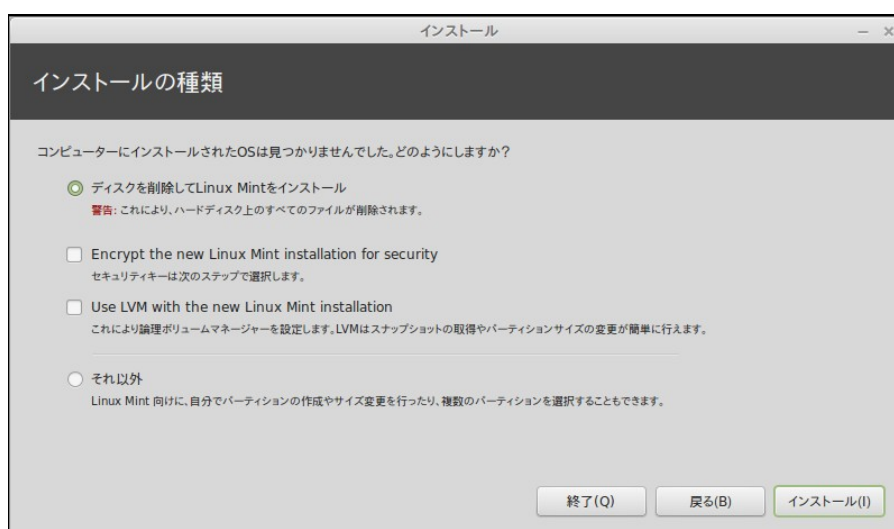 インストール
インストールの種類
コンピューターにインストールされたOSは見つかりませんでした。どのようにしますか?
ディスクを削除してLinux Mintをインストール
警告: これにより、ハードディスク上のすべてのファイルが削除されます。
Encrypt the new Linux Mint installation for security
セキュリティキーは次のステップで選択します。
Use LVM with the new Linux Mint installation
これにより論理ボリュームマネージャーを設定します。LVMはスナップショットの取得やパーティションサイズの変更が簡単に行えます。
それ以外
Linux Mint 向けに、自分でパーティションの作成やサイズ変更を行ったり、複数のパーティションを選択することもできます。
終了(Q) 戻る(B) インストール(I)